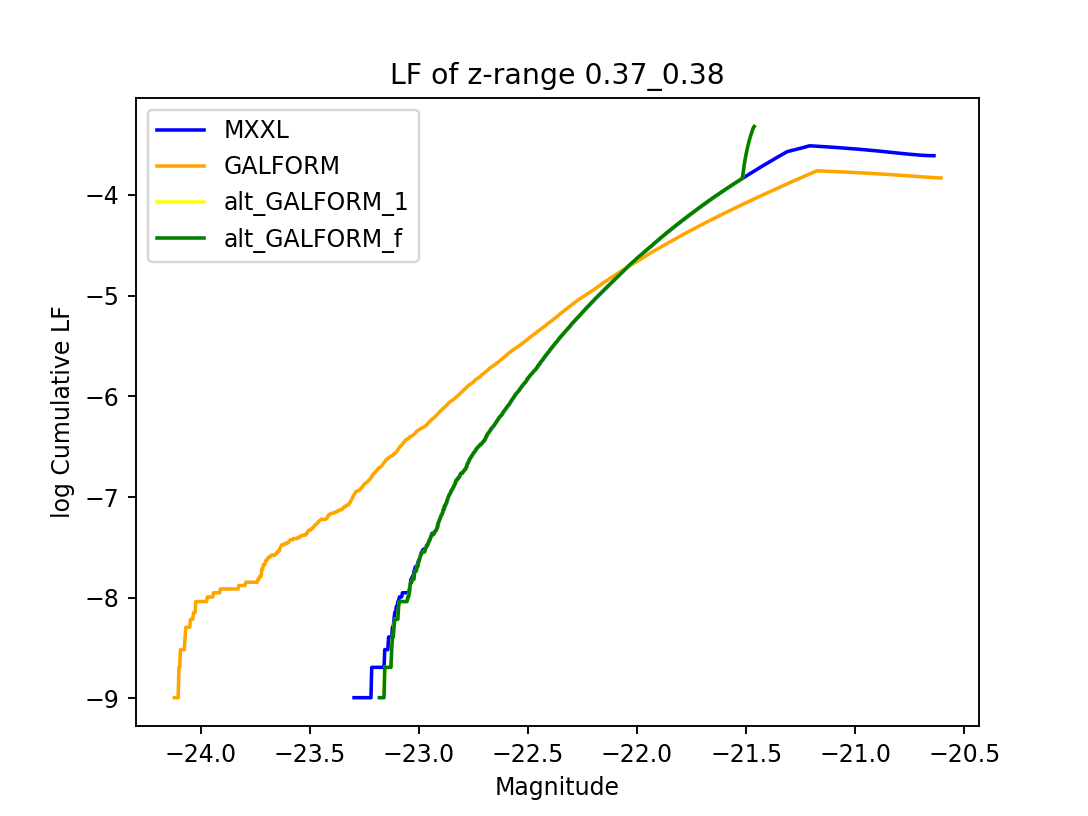 LF of z-range 0.37_0.38
MXXL
GALFORM
alt_GALFORM_1
alt_GALFORM_f
log Cumulative LF
−4
−5
−6
−7
−8
−9
−24.0 −23.5 −23.0 −22.5 −22.0 −21.5 −21.0 −20.5
Magnitude